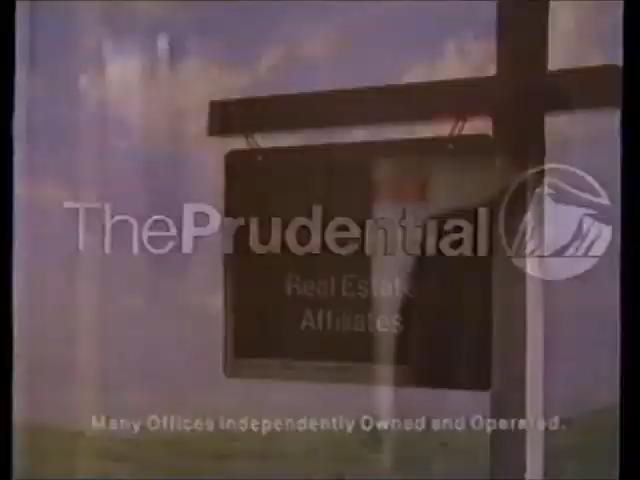 ThePrudential
Real Estate
Affiliates
Many Offices Independently Owned and Operated.